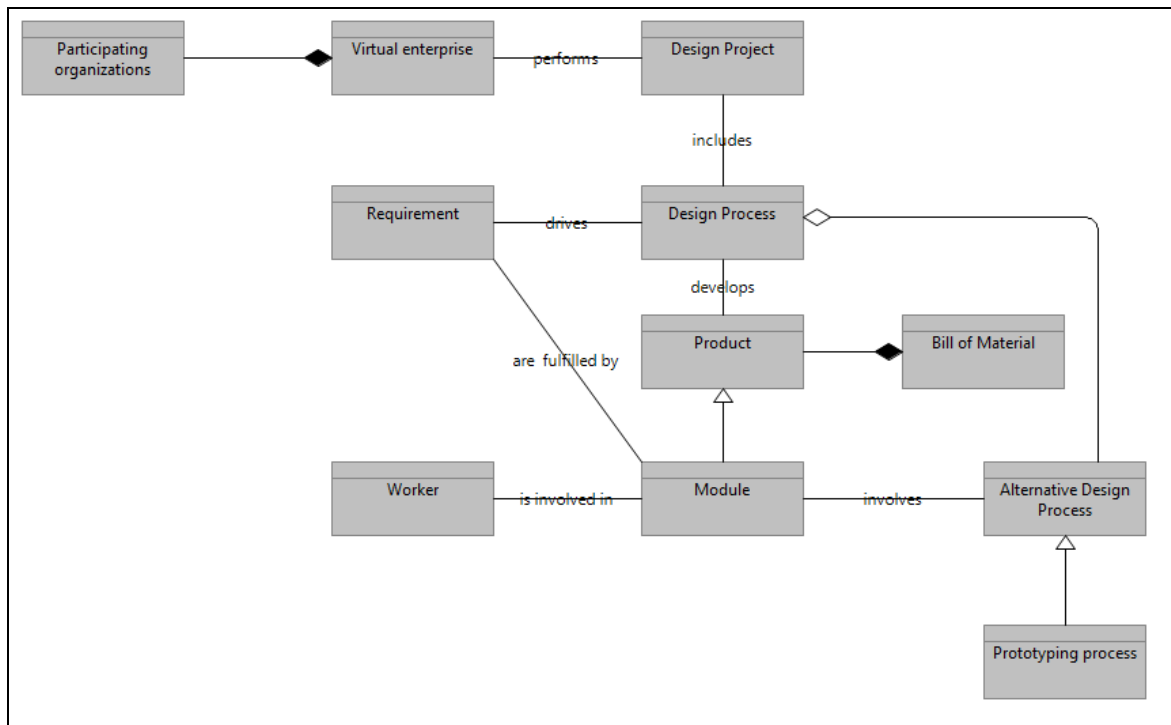 Participating
organizations
Virtual enterprise
performs
Design Project
includes
Requirement
drives
Design Process
develops
Product
Bill of Material
are fulfilled by
Worker
is involved in
Module
involves
Alternative Design
Process
Prototyping process